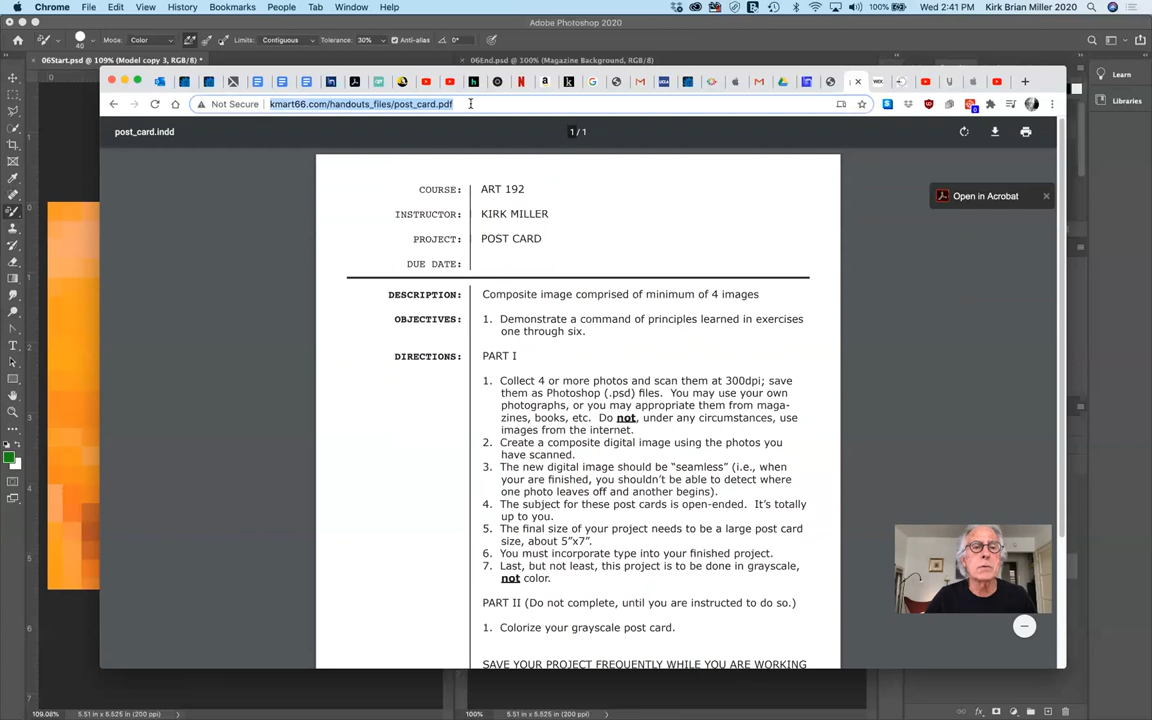 Chrome File Edit View History Bookmarks People Tab Window Help 100% Wed 2:41 PM Kirk Brian Miller 2020
Adobe Photoshop 2020
40 Mode: Color Limits: Contiguous Tolerance: 30% Anti-alias 0°
06Start.psd @ 109% (Model copy 3, RGB/8) * 06End.psd @ 100% (Magazine Background, RGB/8)
Learn
Libraries
Not Secure kmart66.com/handouts_files/post_card.pdf
post_card.indd 1 / 1
Open in Acrobat
COURSE: ART 192
INSTRUCTOR: KIRK MILLER
PROJECT: POST CARD
DUE DATE:
DESCRIPTION: Composite image comprised of minimum of 4 images
OBJECTIVES: 1. Demonstrate a command of principles learned in exercises
one through six.
DIRECTIONS: PART I
1. Collect 4 or more photos and scan them at 300dpi; save
them as Photoshop (.psd) files. You may use your own
photographs, or you may appropriate them from maga-
zines, books, etc. Do not, under any circumstances, use
images from the internet.
2. Create a composite digital image using the photos you
have scanned.
3. The new digital image should be “seamless” (i.e., when
your are finished, you shouldn’t be able to detect where
one photo leaves off and another begins).
4. The subject for these post cards is open-ended. It’s totally
up to you.
5. The final size of your project needs to be a large post card
size, about 5”x7”.
6. You must incorporate type into your finished project.
7. Last, but not least, this project is to be done in grayscale,
not color.
PART II (Do not complete, until you are instructed to do so.)
1. Colorize your grayscale post card.
SAVE YOUR PROJECT FREQUENTLY WHILE YOU ARE WORKING
109.08% 5.51 in x 5.525 in (200 ppi) 100% 5.51 in x 5.525 in (200 ppi)